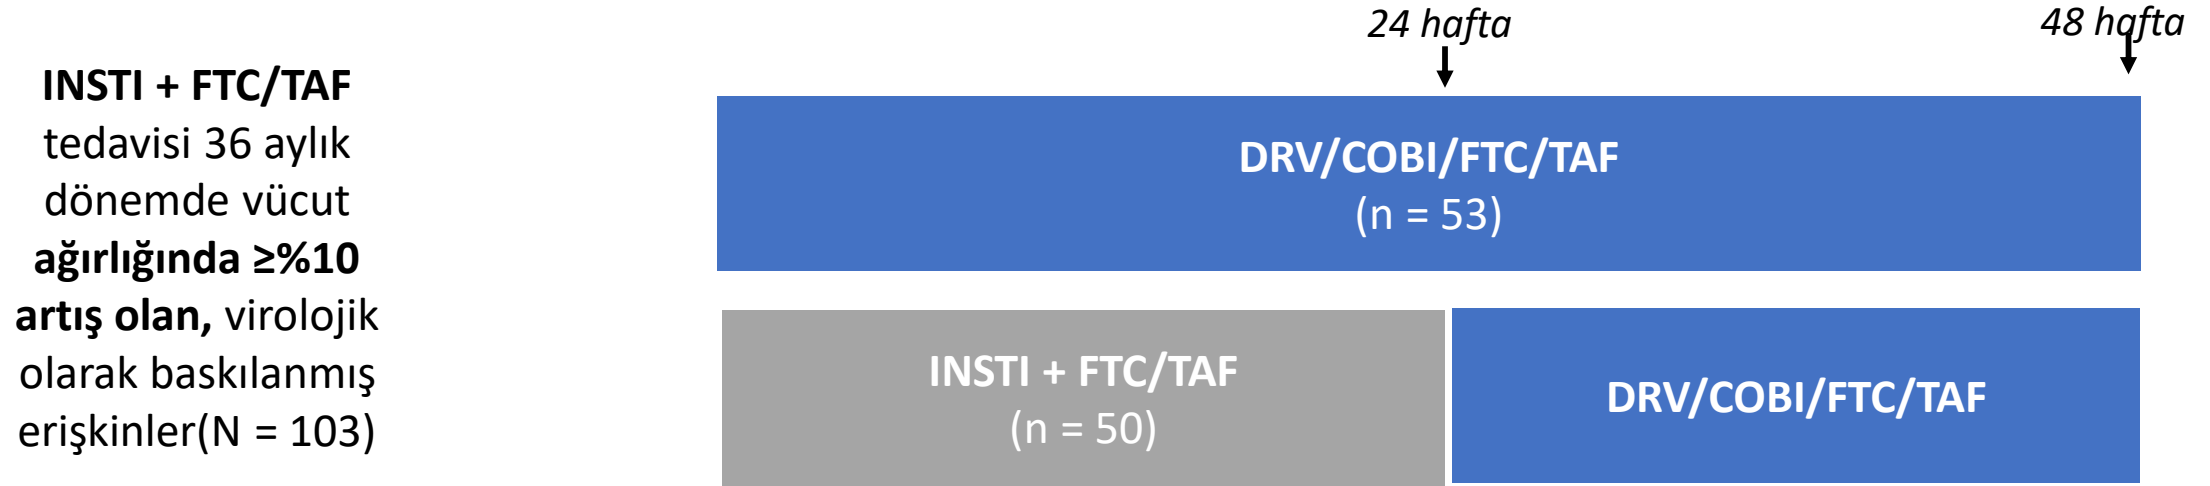 INSTI + FTC/TAF
tedavisi 36 aylık
dönemde vücut
ağırlığında ≥%10
artış olan, virolojik
olarak baskılanmış
erişkinler(N = 103)
24 hafta
48 hafta
DRV/COBI/FTC/TAF
(n = 53)
INSTI + FTC/TAF
(n = 50)
DRV/COBI/FTC/TAF